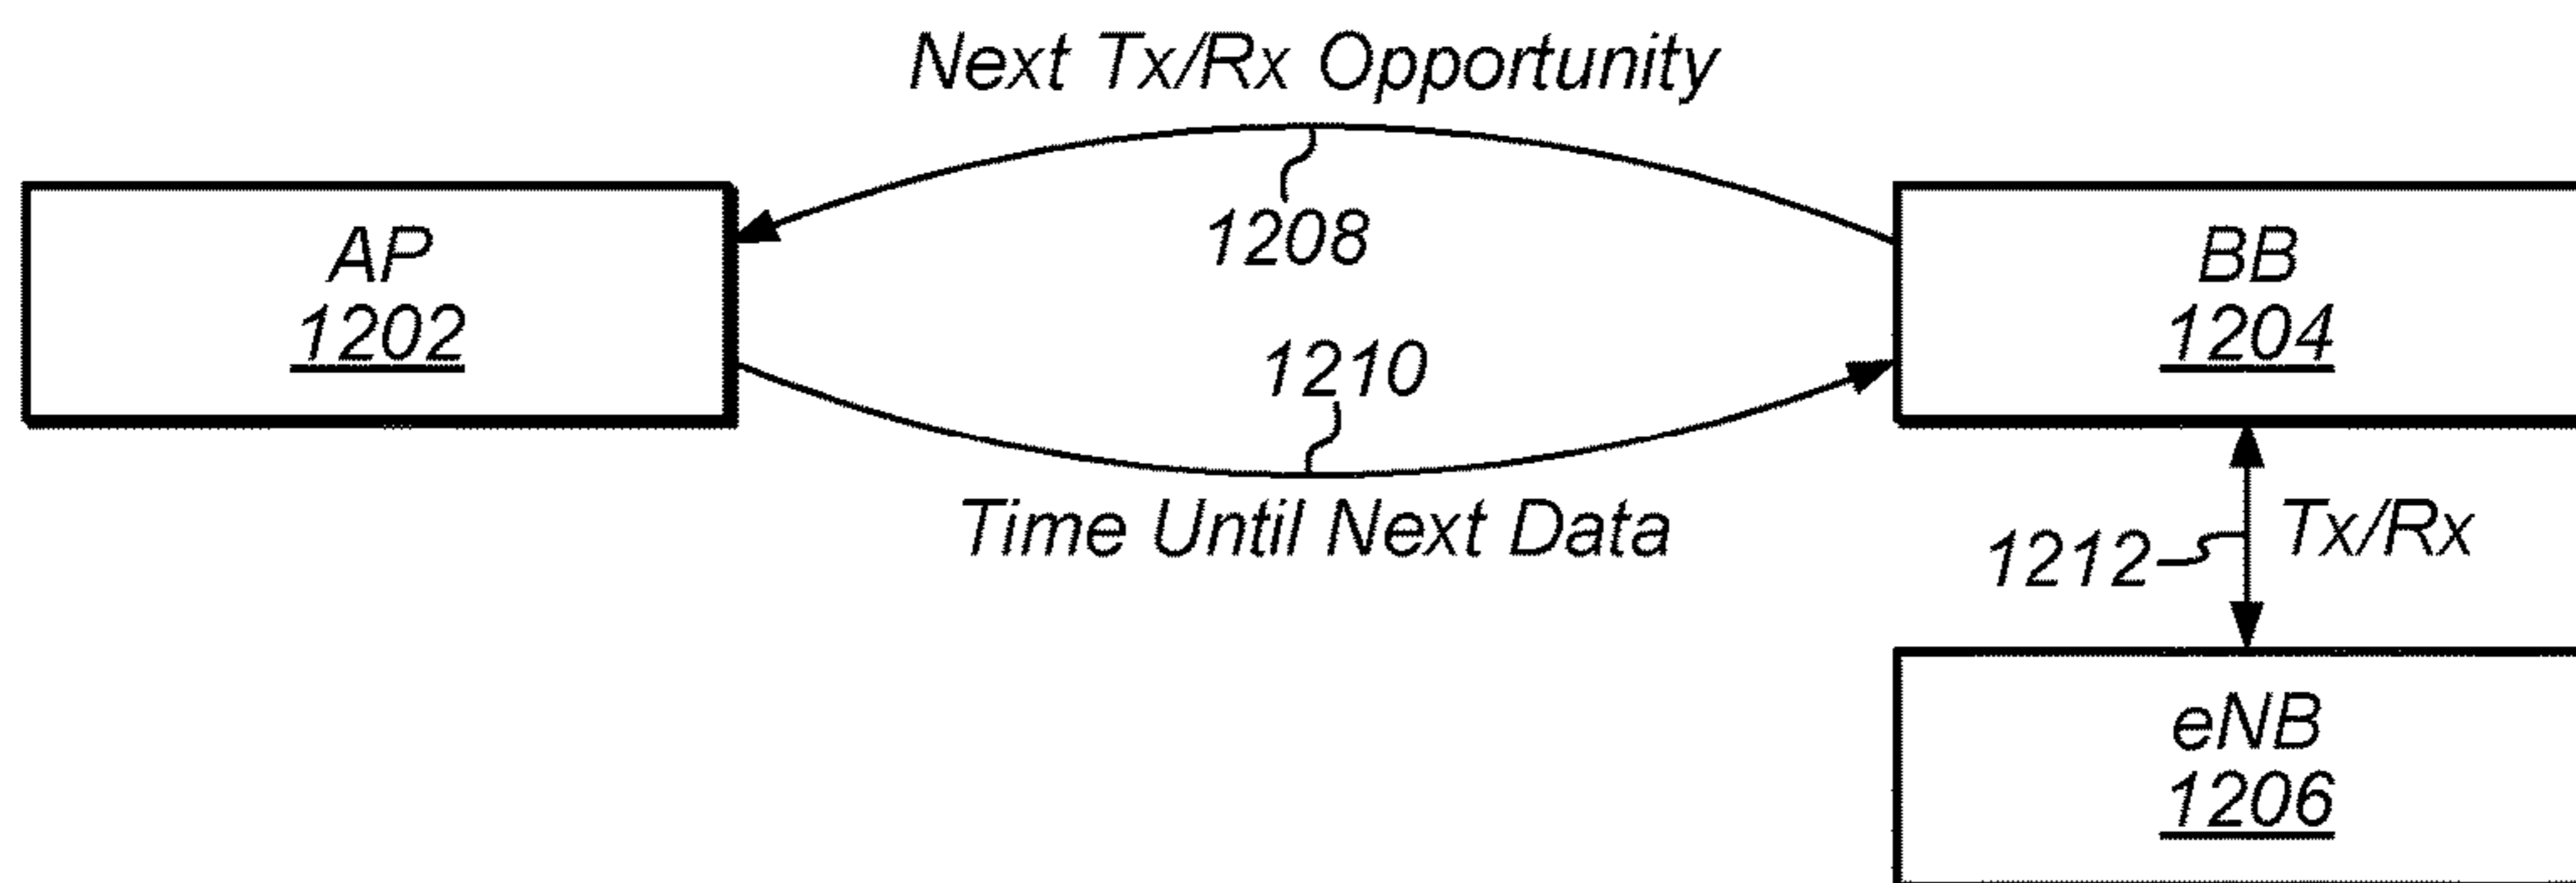 Next Tx/Rx Opportunity
1208
AP
1202
BB
1204
1210
Time Until Next Data
1212
Tx/Rx
eNB
1206